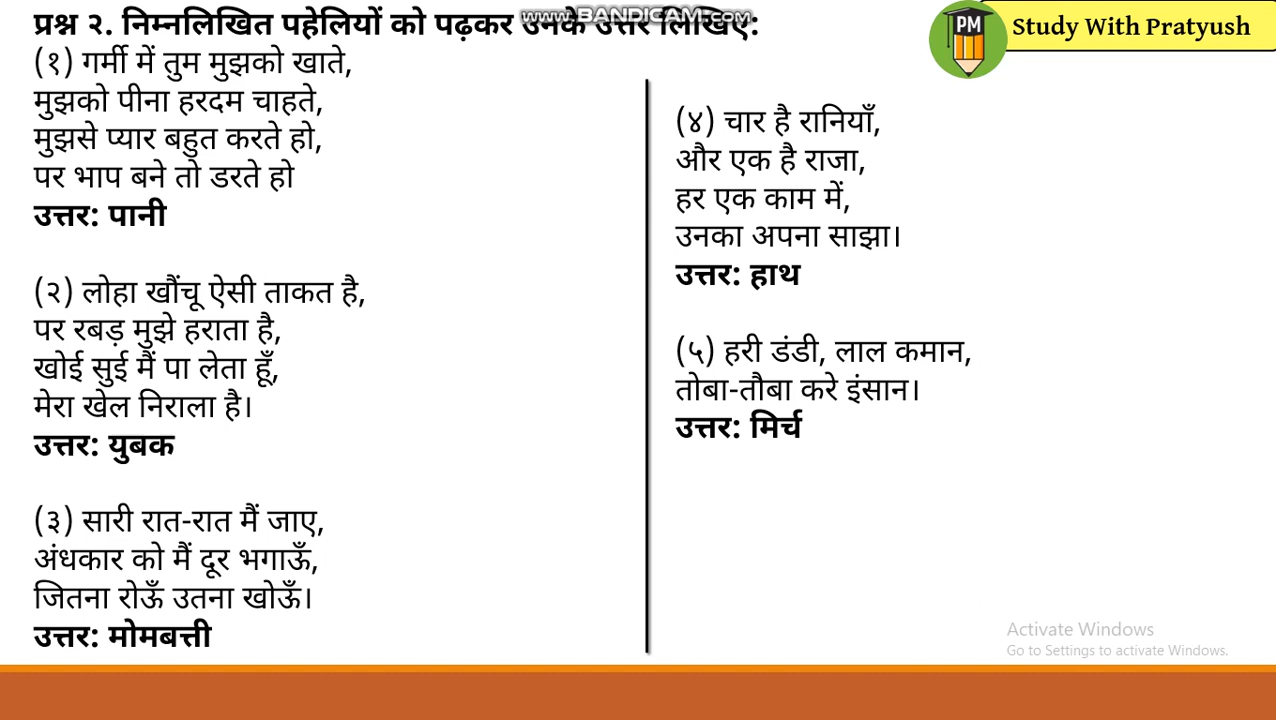 www.BANDICAM.com
प्रश्न २. निम्नलिखित पहेलियों को पढ़कर उनके उत्तर लिखिए:
PM
Study With Pratyush
(१) गर्मी में तुम मुझको खाते,
मुझको पीना हरदम चाहते,
मुझसे प्यार बहुत करते हो,
पर भाप बने तो डरते हो
उत्तर: पानी
(२) लोहा खौंचू ऐसी ताकत है,
पर रबड़ मुझे हराता है,
खोई सुई मैं पा लेता हूँ,
मेरा खेल निराला है।
उत्तर: युबक
(३) सारी रात-रात मैं जाए,
अंधकार को मैं दूर भगाऊँ,
जितना रोऊँ उतना खोऊँ।
उत्तर: मोमबत्ती
(४) चार है रानियाँ,
और एक है राजा,
हर एक काम में,
उनका अपना साझा।
उत्तर: हाथ
(५) हरी डंडी, लाल कमान,
तोबा-तौबा करे इंसान।
उत्तर: मिर्च
Activate Windows
Go to Settings to activate Windows.